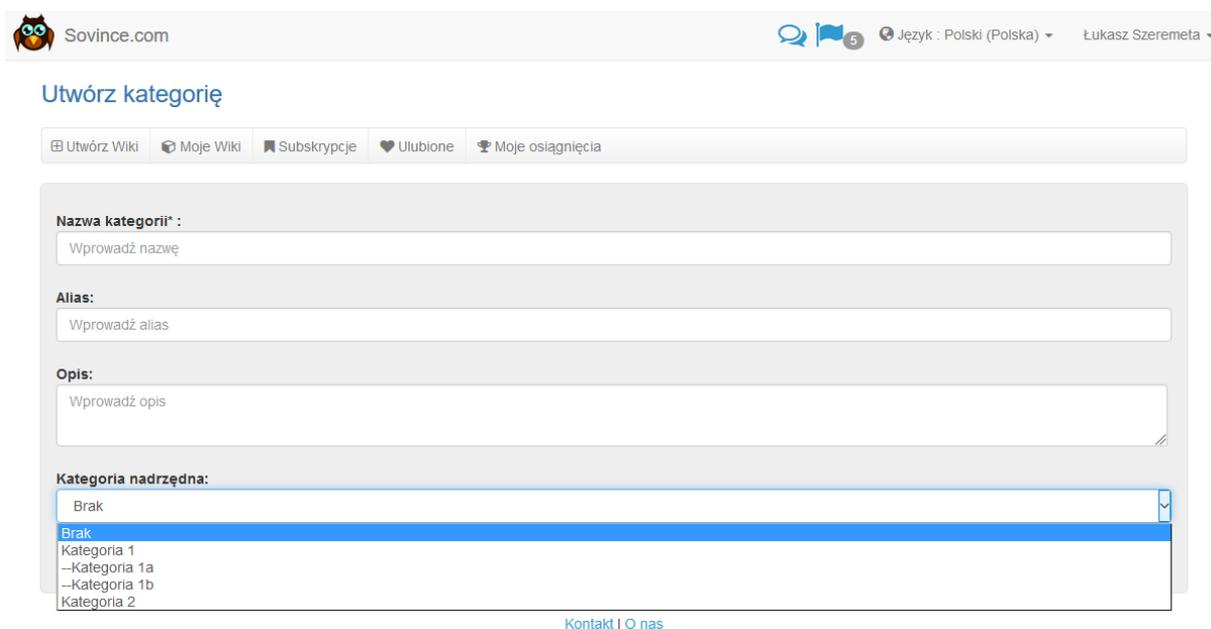 Sovince.com 5 Język : Polski (Polska) Łukasz Szeremeta
Utwórz kategorię
Utwórz Wiki Moje Wiki Subskrypcje Ulubione Moje osiągnięcia
Nazwa kategorii* :
Wprowadź nazwę
Alias:
Wprowadź alias
Opis:
Wprowadź opis
Kategoria nadrzędna:
Brak
Brak
Kategoria 1
--Kategoria 1a
--Kategoria 1b
Kategoria 2
Kontakt | O nas